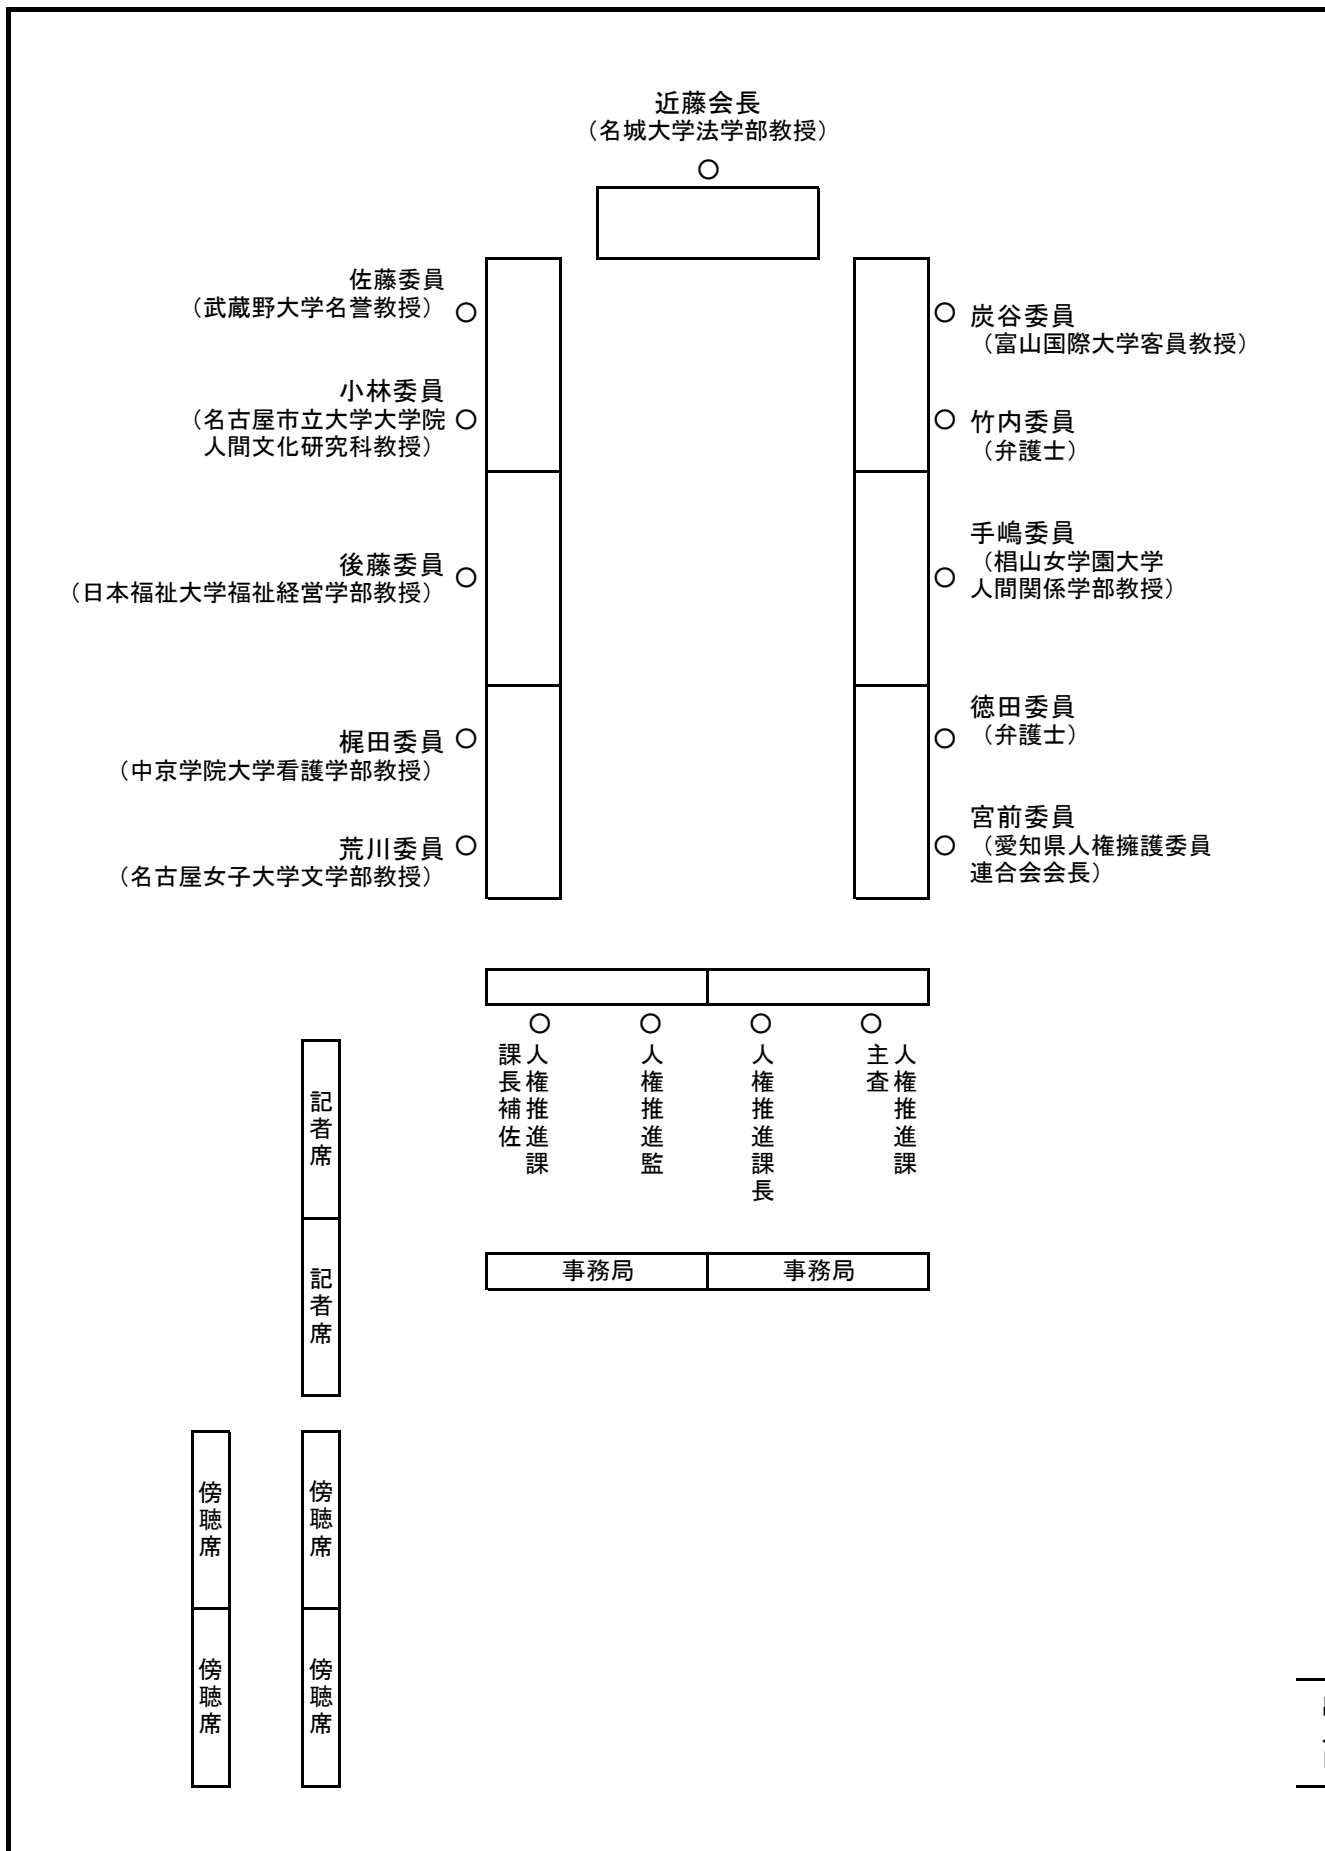 近藤会長
（名城大学法学部教授）
佐藤委員
（武蔵野大学名誉教授）
小林委員
（名古屋市立大学大学院
人間文化研究科教授）
後藤委員
（日本福祉大学福祉経営学部教授）
梶田委員
（中京学院大学看護学部教授）
荒川委員
（名古屋女子大学文学部教授）
炭谷委員
（富山国際大学客員教授）
竹内委員
（弁護士）
手嶋委員
（椙山女学園大学
人間関係学部教授）
徳田委員
（弁護士）
宮前委員
（愛知県人権擁護委員
連合会会長）
人権推進課
課長補佐
人権推進監
人権推進課長
人権推進課
主査
事務局
事務局
記者席
記者席
傍聴席
傍聴席
傍聴席
傍聴席